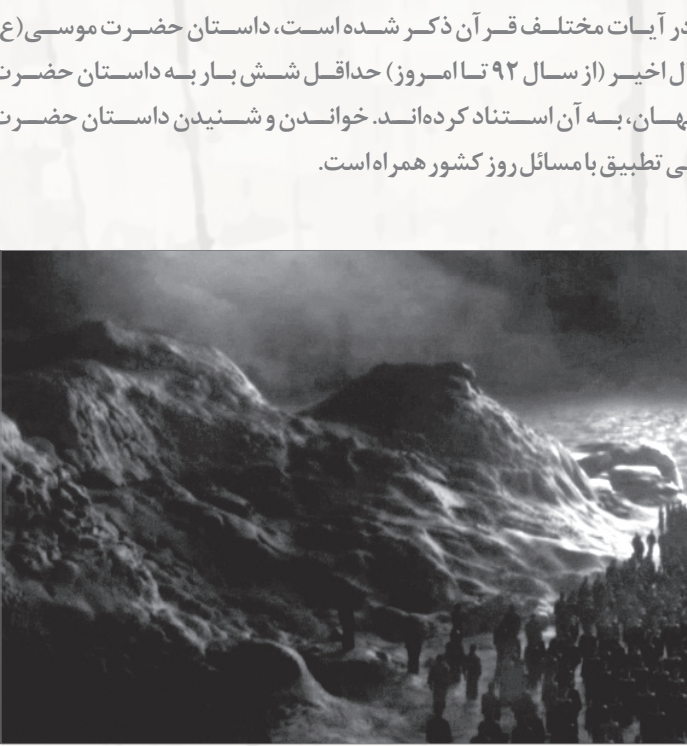 در آیات مختلف قرآن ذکر شده است، داستان حضرت موسی(ع
اخیر (از سال ۹۲ تا امروز) حداقل شش بار به داستان حضرت
به آن استناد کرده‌اند. خواندن و شنیدن داستان حضرت
تطبیق با مسائل روز کشور همراه است.